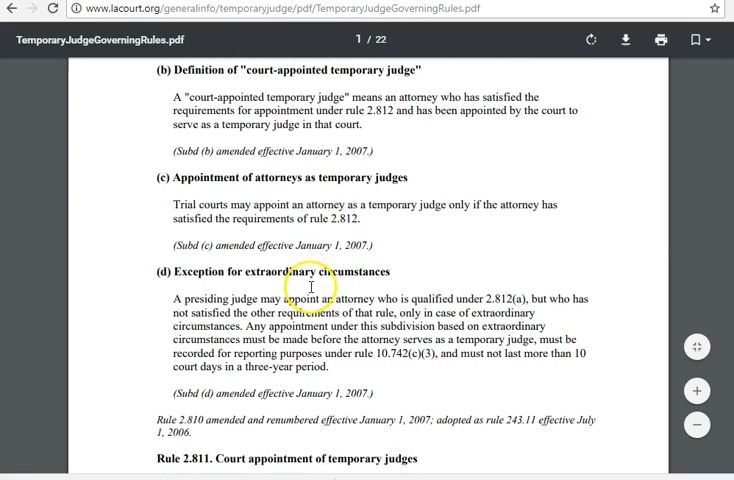 www.lacourt.org/generalinfo/temporaryjudge/pdf/TemporaryJudgeGoverningRules.pdf
TemporaryJudgeGoverningRules.pdf
1 / 22
(b) Definition of "court-appointed temporary judge"
A "court-appointed temporary judge" means an attorney who has satisfied the
requirements for appointment under rule 2.812 and has been appointed by the court to
serve as a temporary judge in that court.
(Subd (b) amended effective January 1, 2007.)
(c) Appointment of attorneys as temporary judges
Trial courts may appoint an attorney as a temporary judge only if the attorney has
satisfied the requirements of rule 2.812.
(Subd (c) amended effective January 1, 2007.)
(d) Exception for extraordinary circumstances
A presiding judge may appoint an attorney who is qualified under 2.812(a), but who has
not satisfied the other requirements of that rule, only in case of extraordinary
circumstances. Any appointment under this subdivision based on extraordinary
circumstances must be made before the attorney serves as a temporary judge, must be
recorded for reporting purposes under rule 10.742(c)(3), and must not last more than 10
court days in a three-year period.
(Subd (d) amended effective January 1, 2007.)
Rule 2.810 amended and renumbered effective January 1, 2007; adopted as rule 243.11 effective July
1, 2006.
Rule 2.811. Court appointment of temporary judges